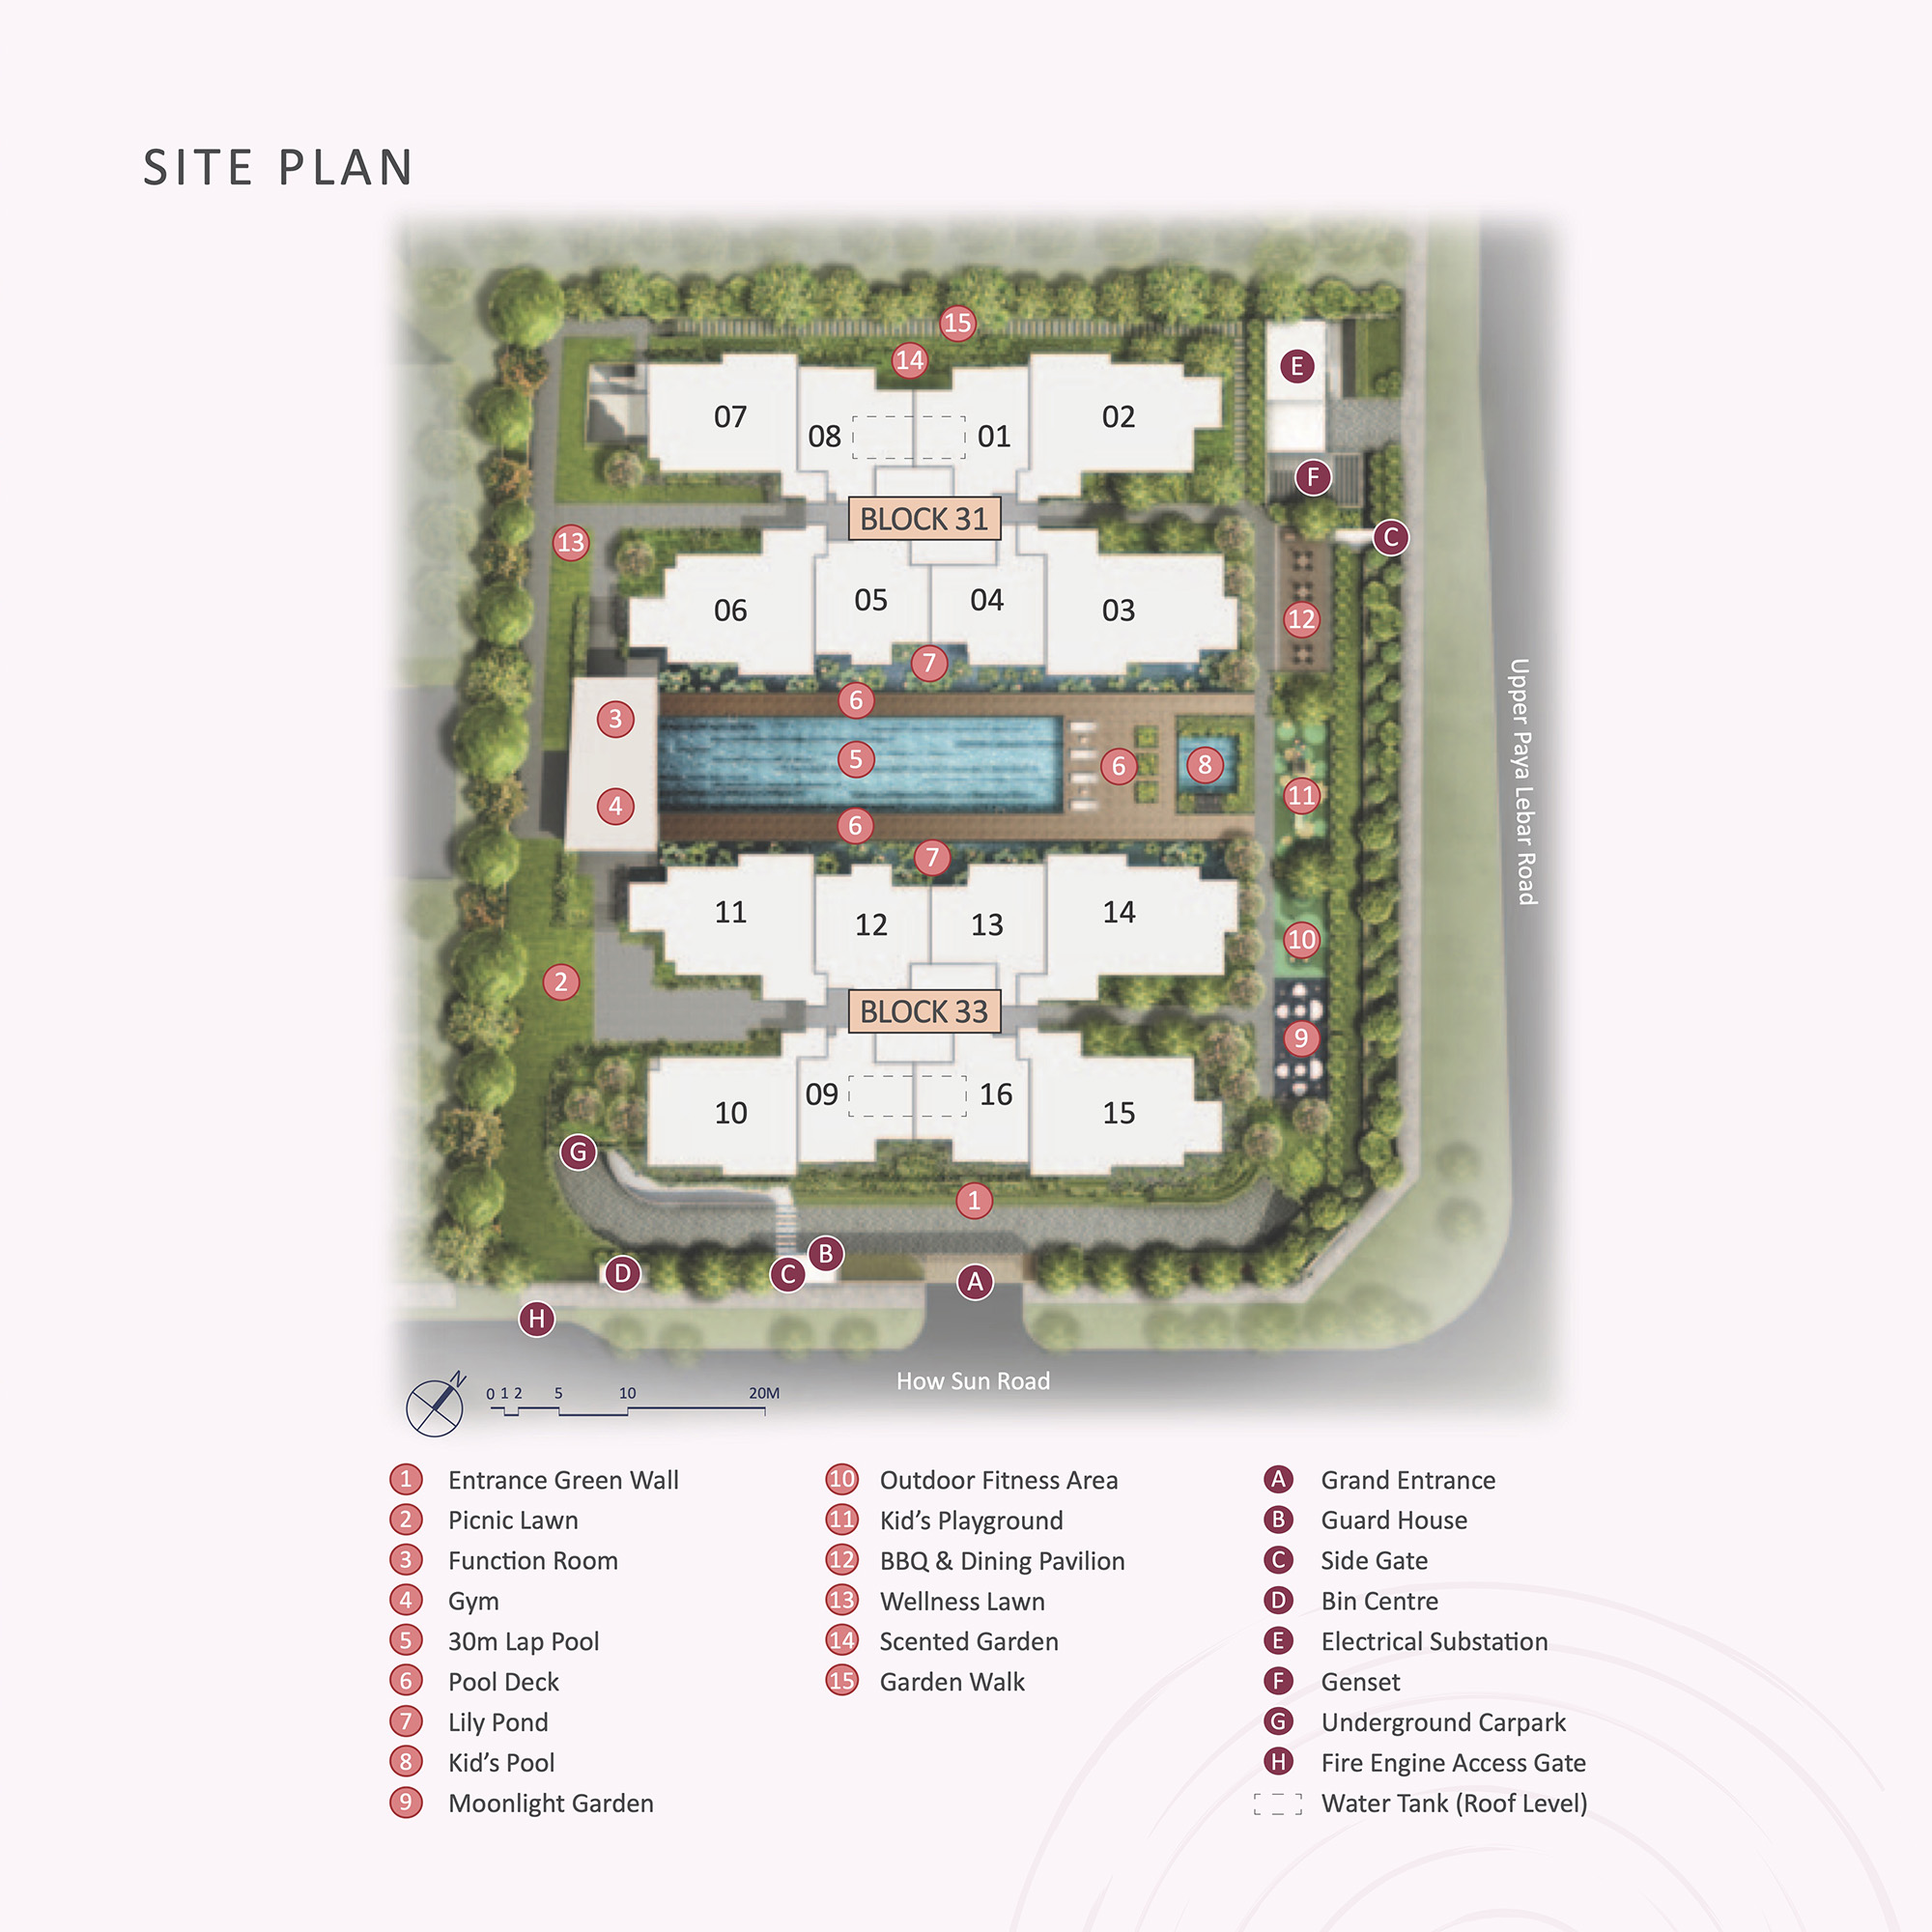 SITE PLAN
15
14
E
07
08
01
02
F
BLOCK 31
C
13
06
05
04
03
12
7
6
3
5
6
8
11
4
6
7
11
12
13
14
10
2
BLOCK 33
9
10
09
16
15
G
1
B
D
C
A
H
Upper Paya Lebar Road
How Sun Road
N
0 1 2 5 10 20M
1 Entrance Green Wall
2 Picnic Lawn
3 Function Room
4 Gym
5 30m Lap Pool
6 Pool Deck
7 Lily Pond
8 Kid’s Pool
9 Moonlight Garden
10 Outdoor Fitness Area
11 Kid’s Playground
12 BBQ & Dining Pavilion
13 Wellness Lawn
14 Scented Garden
15 Garden Walk
A Grand Entrance
B Guard House
C Side Gate
D Bin Centre
E Electrical Substation
F Genset
G Underground Carpark
H Fire Engine Access Gate
Water Tank (Roof Level)